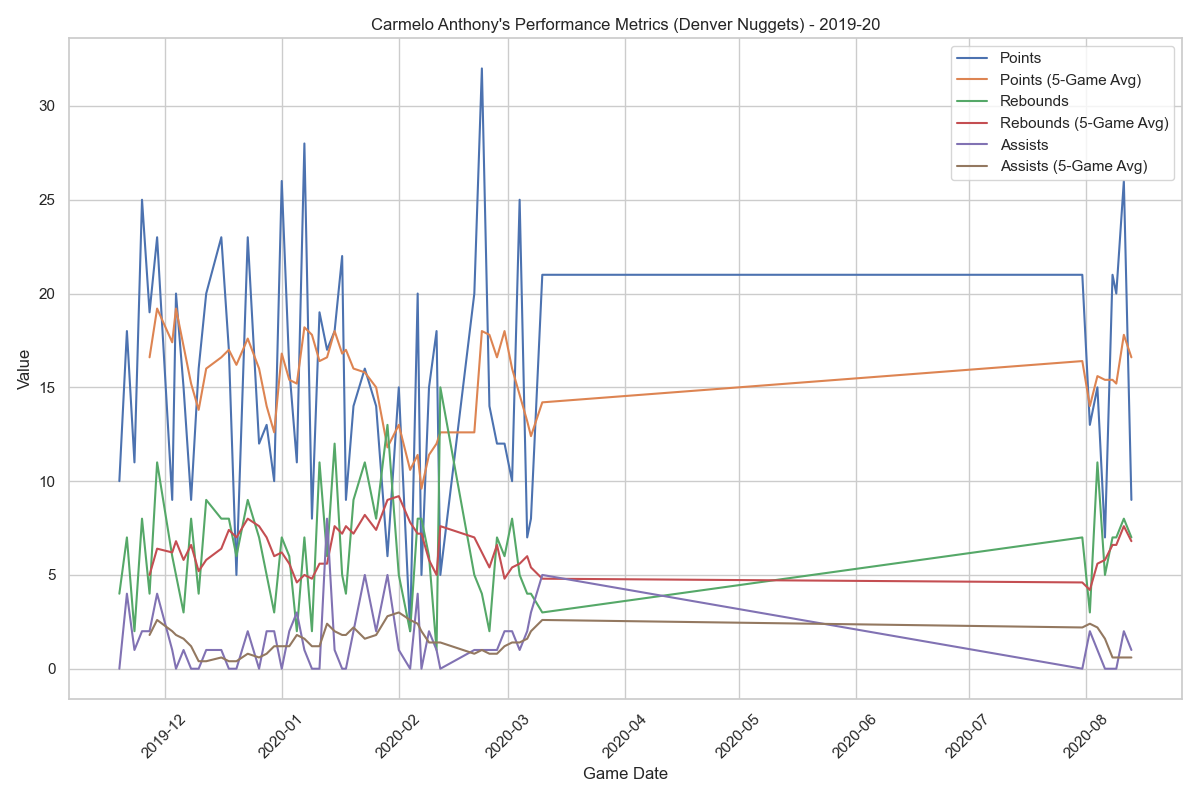 Carmelo Anthony's Performance Metrics (Denver Nuggets) - 2019-20
Points
Points (5-Game Avg)
Rebounds
Rebounds (5-Game Avg)
Assists
Assists (5-Game Avg)
Value
30
25
20
15
10
5
0
2019-12
2020-01
2020-02
2020-03
2020-04
2020-05
2020-06
2020-07
2020-08
Game Date